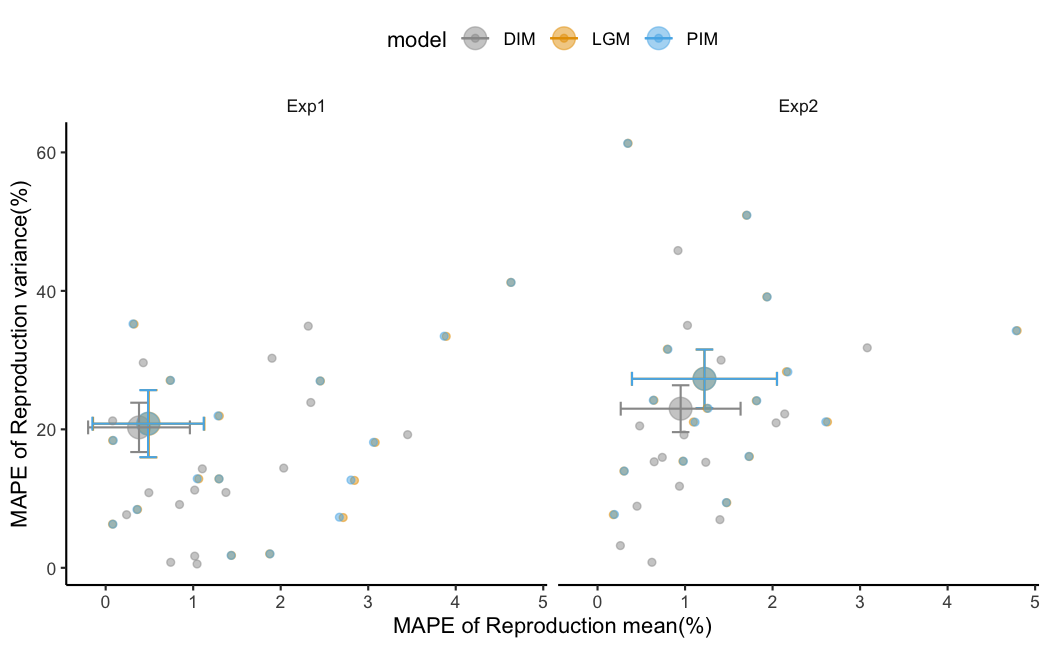 model DIM LGM PIM
Exp1 Exp2
MAPE of Reproduction variance(%)
60
40
20
0
0 1 2 3 4 5 0 1 2 3 4 5
MAPE of Reproduction mean(%)